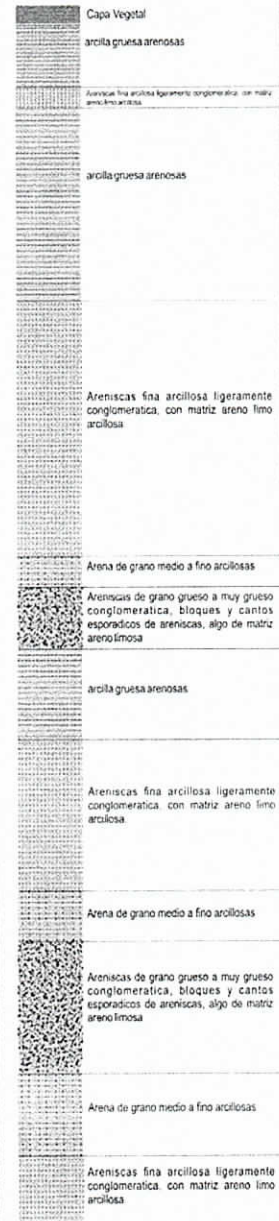 Capa Vegetal
arcilla gruesa arenosas
Areniscas fina arcillosa ligeramente conglomeratica, con matriz
areno limo arcillosa
arcilla gruesa arenosas
Areniscas fina arcillosa ligeramente
conglomeratica, con matriz areno limo
arcillosa
Arena de grano medio a fino arcillosas
Areniscas de grano grueso a muy grueso
conglomeratica, bloques y cantos
esporadicos de areniscas, algo de matriz
areno limosa
arcilla gruesa arenosas
Areniscas fina arcillosa ligeramente
conglomeratica. con matriz areno limo
arcillosa.
Arena de grano medio a fino arcillosas
Areniscas de grano grueso a muy grueso
conglomeratica, bloques y cantos
esporadicos de areniscas, algo de matriz
areno limosa
Arena de grano medio a fino arcillosas
Areniscas fina arcillosa ligeramente
conglomeratica. con matriz areno limo
arcillosa